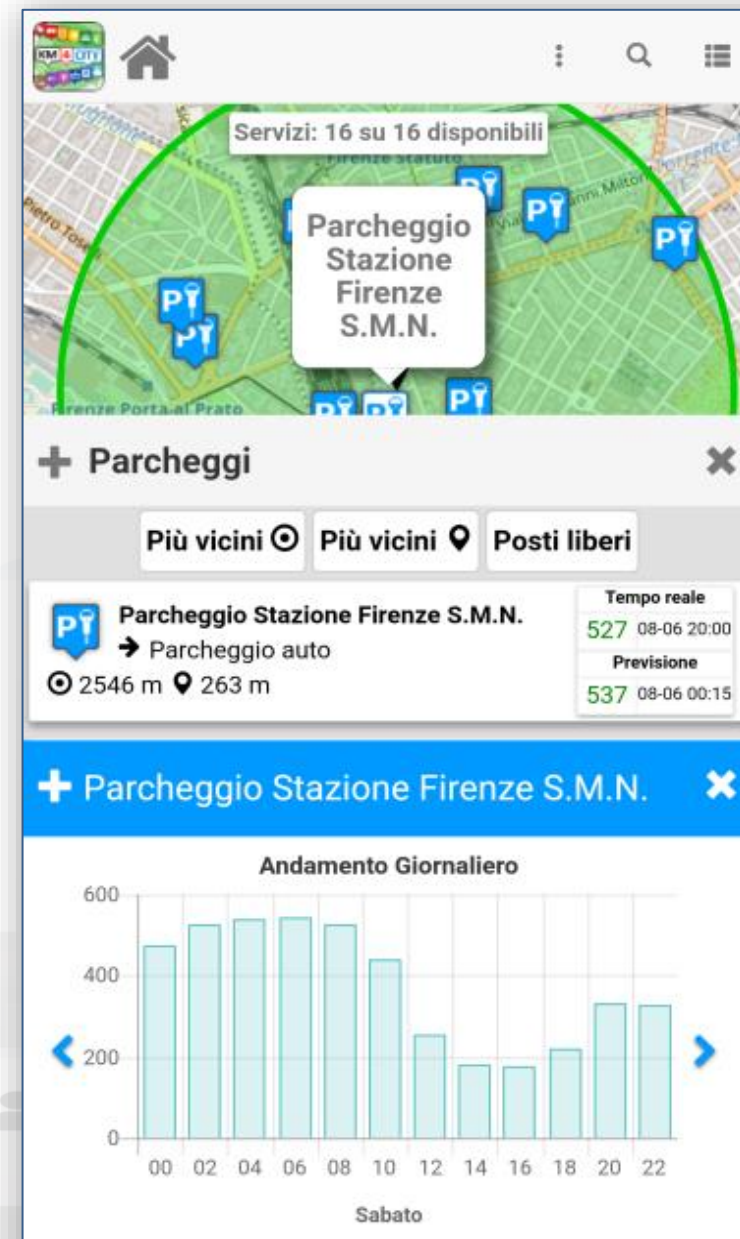 KM 4 CITY
Servizi: 16 su 16 disponibili
Firenze Statuto
Parcheggio
Stazione
Firenze
S.M.N.
Pietro Toselli
Firenze Porta al Prato
Parcheggi
Più vicini
Più vicini
Posti liberi
Parcheggio Stazione Firenze S.M.N.
Parcheggio auto
2546 m 263 m
Tempo reale
527 08-06 20:00
Previsione
537 08-06 00:15
Parcheggio Stazione Firenze S.M.N.
Andamento Giornaliero
600
400
200
0
00 02 04 06 08 10 12 14 16 18 20 22
Sabato